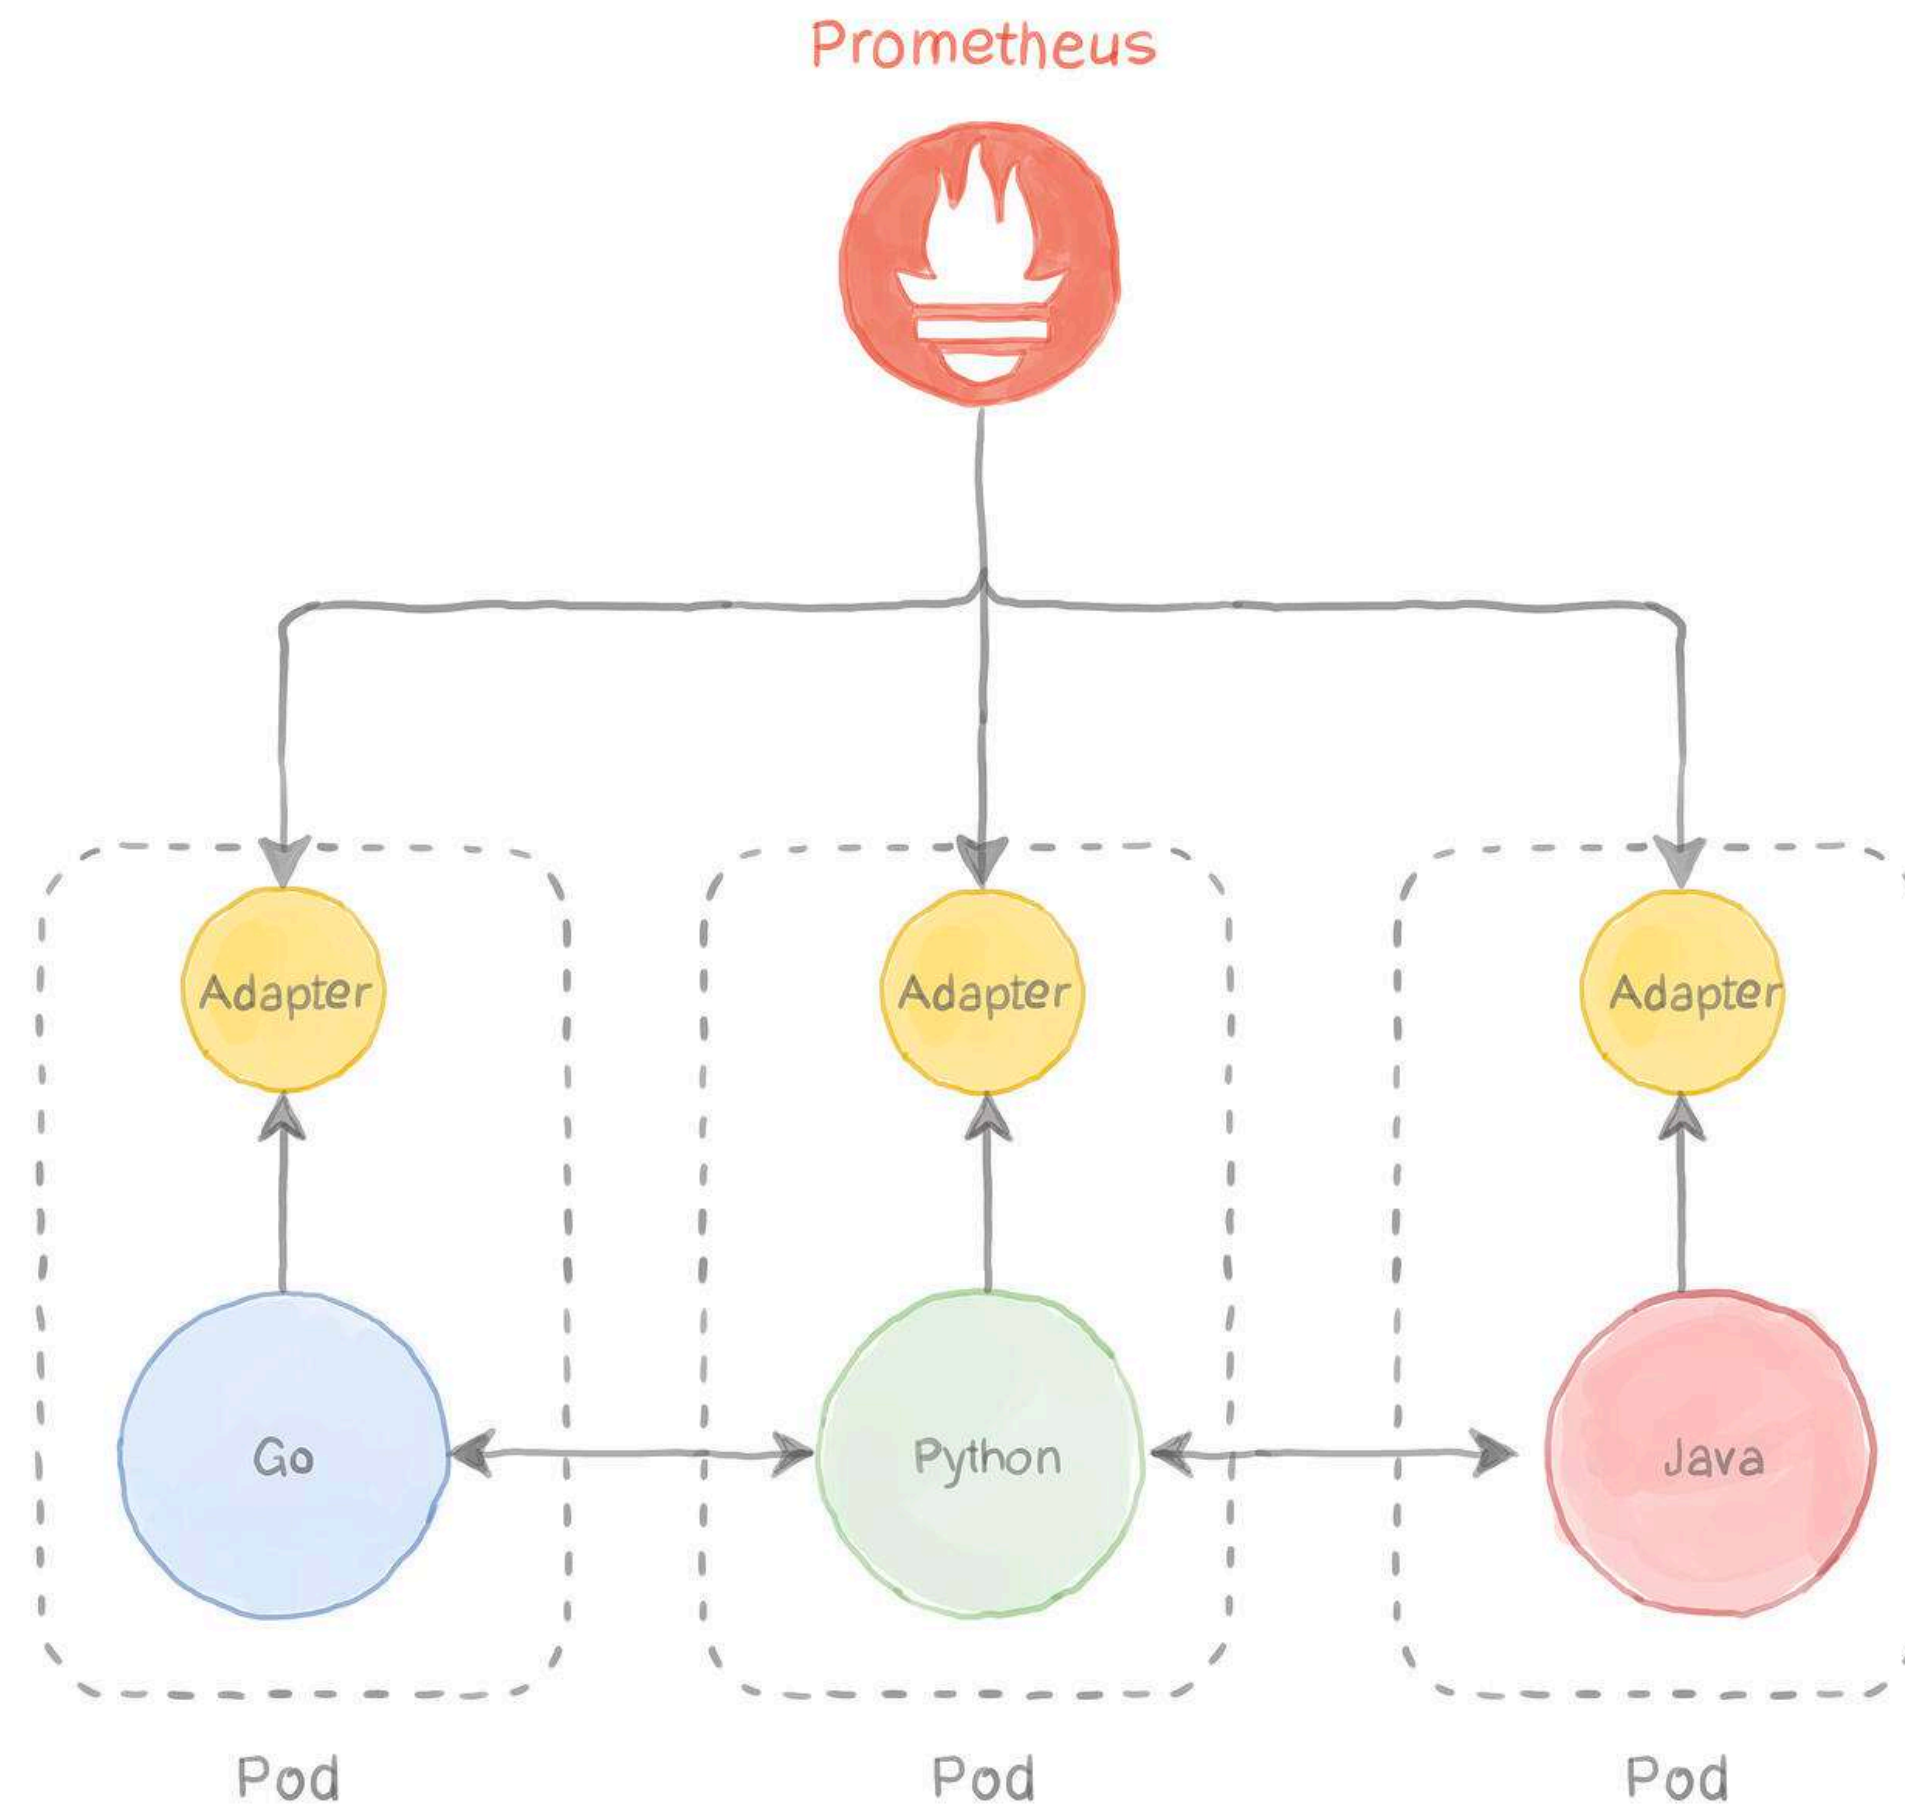 Prometheus
Adapter
Adapter
Adapter
Go
Python
Java
Pod
Pod
Pod